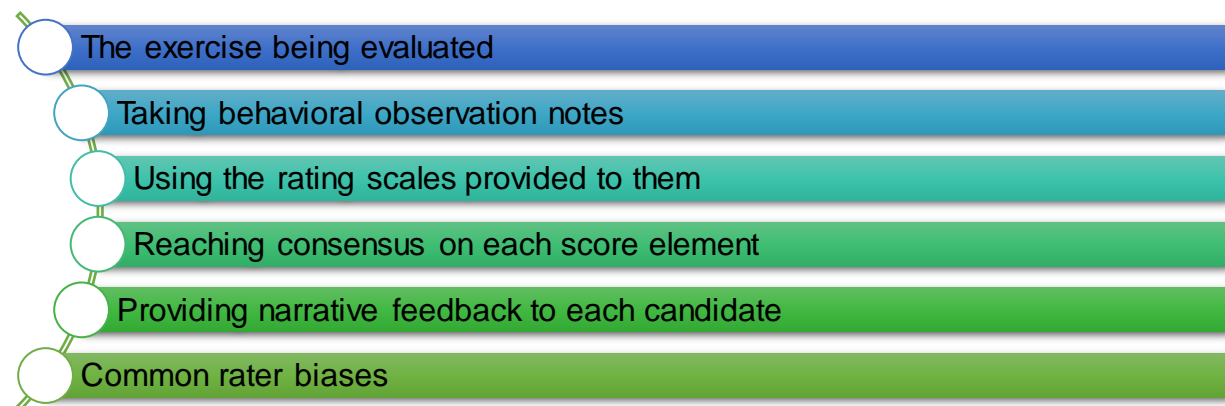 The exercise being evaluated
Taking behavioral observation notes
Using the rating scales provided to them
Reaching consensus on each score element
Providing narrative feedback to each candidate
Common rater biases